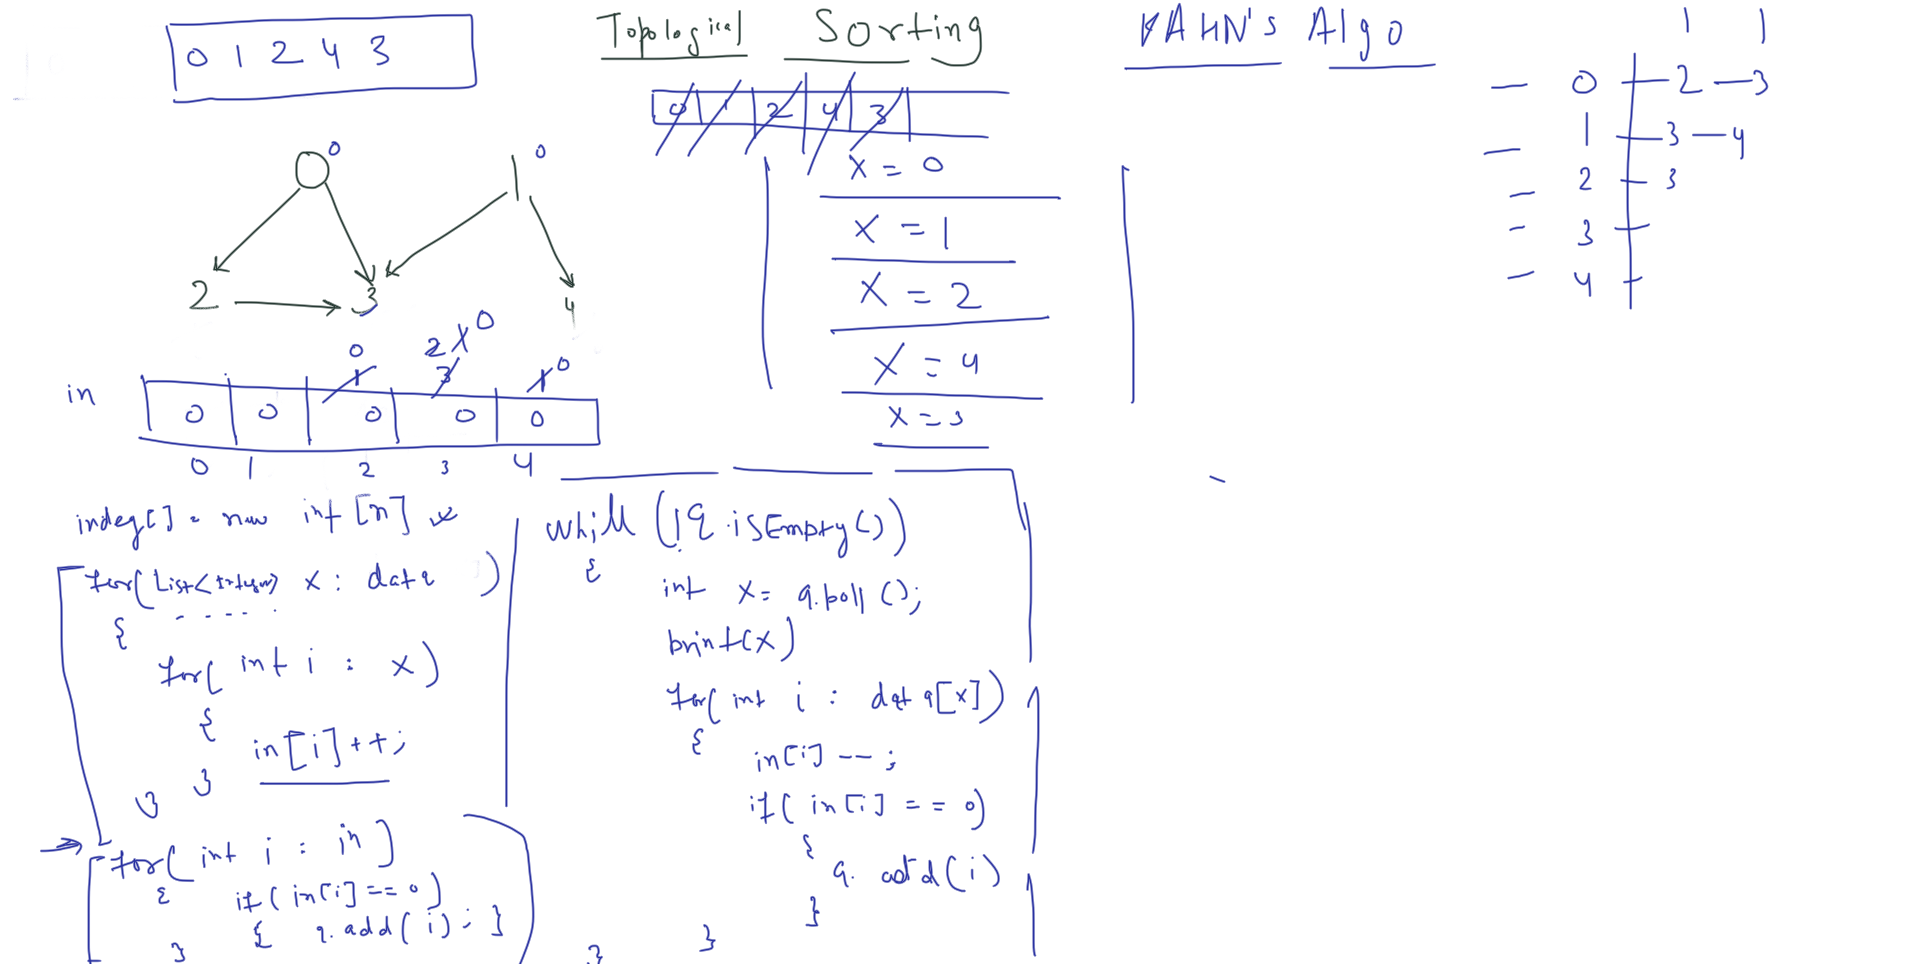 0 1 2 4 3
Topological Sorting
KAHN's Algo
0 1 2 4 3
1 1
0 2 3
1 3 4
2 3
3
4
0 0
0 1
2 3 4
x = 0
x = 1
x = 2
x = 4
x = 3
0 2 1 0
1 3 1 0
in 0 0 0 0 0
0 1 2 3 4
indeg[] = new int [n]
for(List<Integer> x : data )
{
for( int i : x)
{
in[i]++;
}
}
for( int i : in )
{ if( in[i] == 0 )
{ q.add( i ); }
}
while (!q.isEmpty())
{
int x = q.poll ();
print(x)
for( int i : data[x])
{
in[i] --;
if( in[i] == 0)
{
q. add(i)
}
}
}